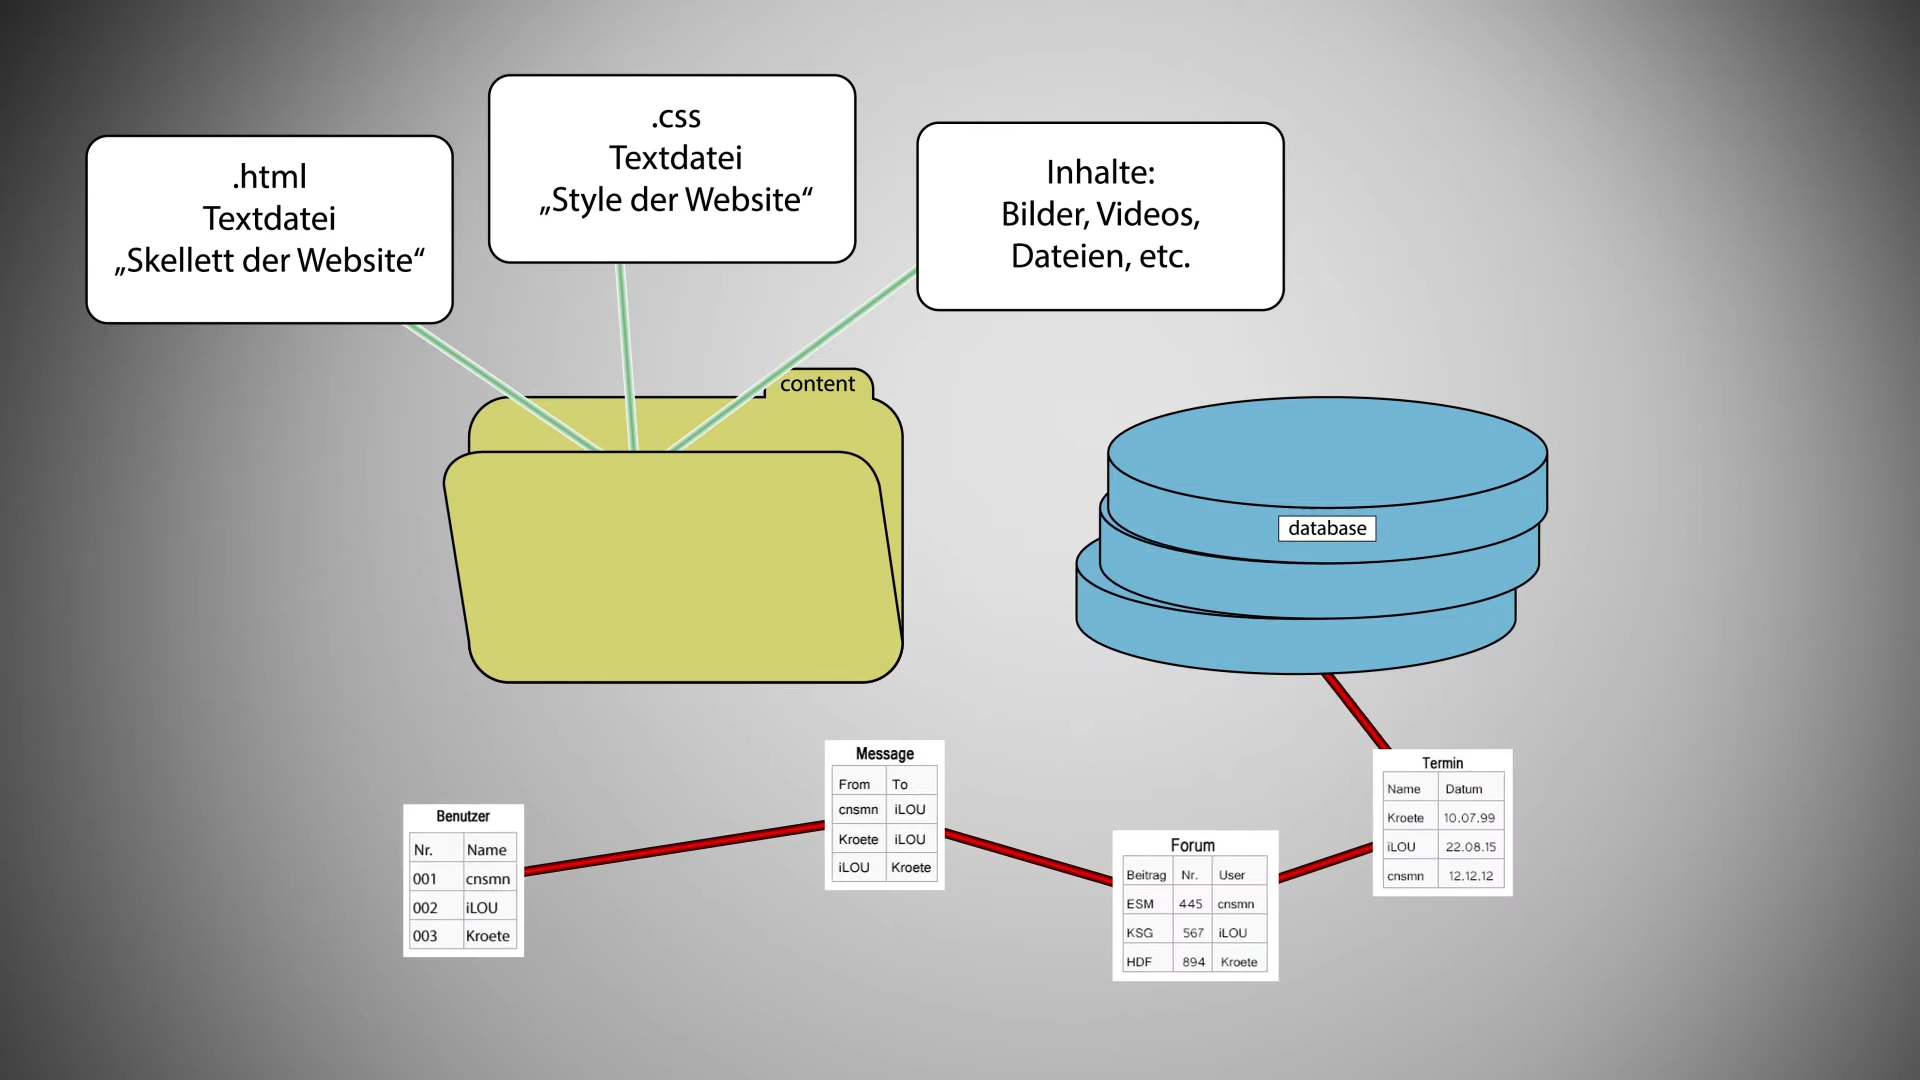 .html
Textdatei
„Skellett der Website“
.css
Textdatei
„Style der Website“
Inhalte:
Bilder, Videos,
Dateien, etc.
content
database
Benutzer
Nr. Name
001 cnsmn
002 iLOU
003 Kroete
Message
From To
cnsmn iLOU
Kroete iLOU
iLOU Kroete
Forum
Beitrag Nr. User
ESM 445 cnsmn
KSG 567 iLOU
HDF 894 Kroete
Termin
Name Datum
Kroete 10.07.99
iLOU 22.08.15
cnsmn 12.12.12